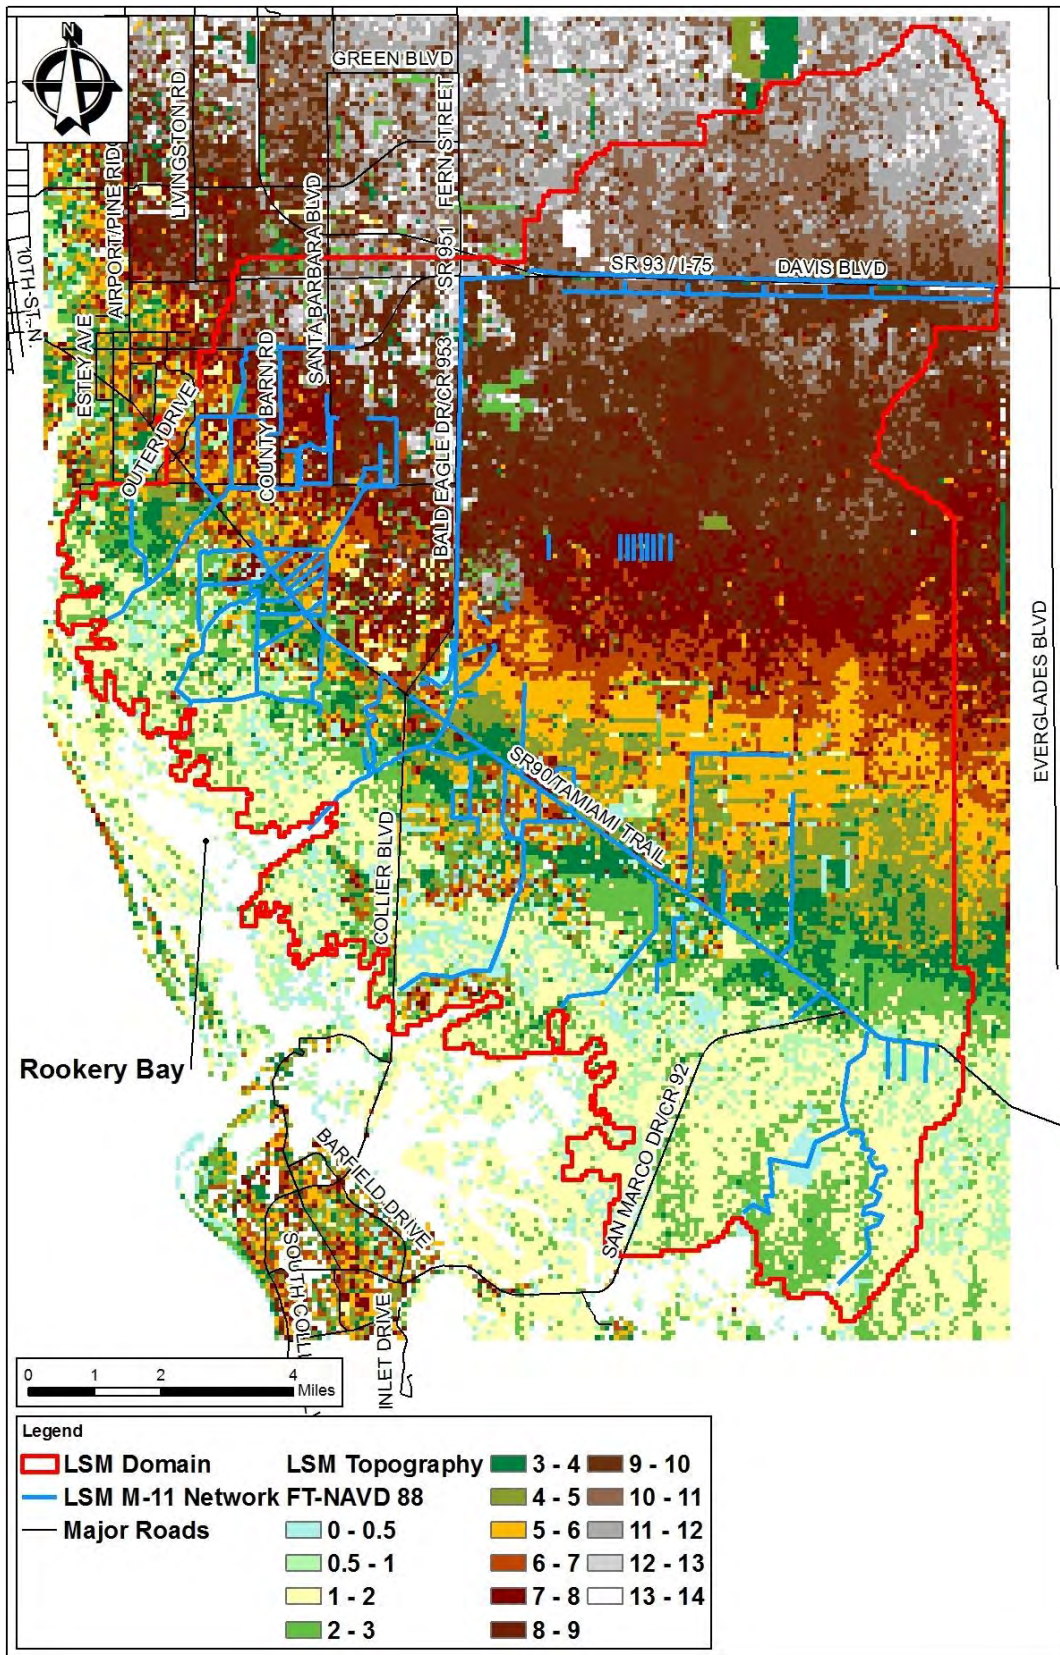 N
GREEN BLVD
LIVINGSTON RD
AIRPORT/PINE RIDG
SANTA BARBARA BLVD
SR 951
FERN STREET
10TH-ST.-N.
SR 93 / I-75
DAVIS BLVD
ESTEY AVE
OUTER DRIVE
COUNTY BARN RD
BALD EAGLE DR/CR 953
EVERGLADES BLVD
SR90/TAMIAMI TRAIL
COLLIER BLVD
Rookery Bay
SAN MARCO DR/CR 92
BARFIELD DRIVE
SOUTH COLLI
INLET DRIVE
0 1 2 4
Miles
Legend
LSM Domain
LSM M-11 Network
Major Roads
LSM Topography
FT-NAVD 88
0 - 0.5
0.5 - 1
1 - 2
2 - 3
3 - 4
4 - 5
5 - 6
6 - 7
7 - 8
8 - 9
9 - 10
10 - 11
11 - 12
12 - 13
13 - 14